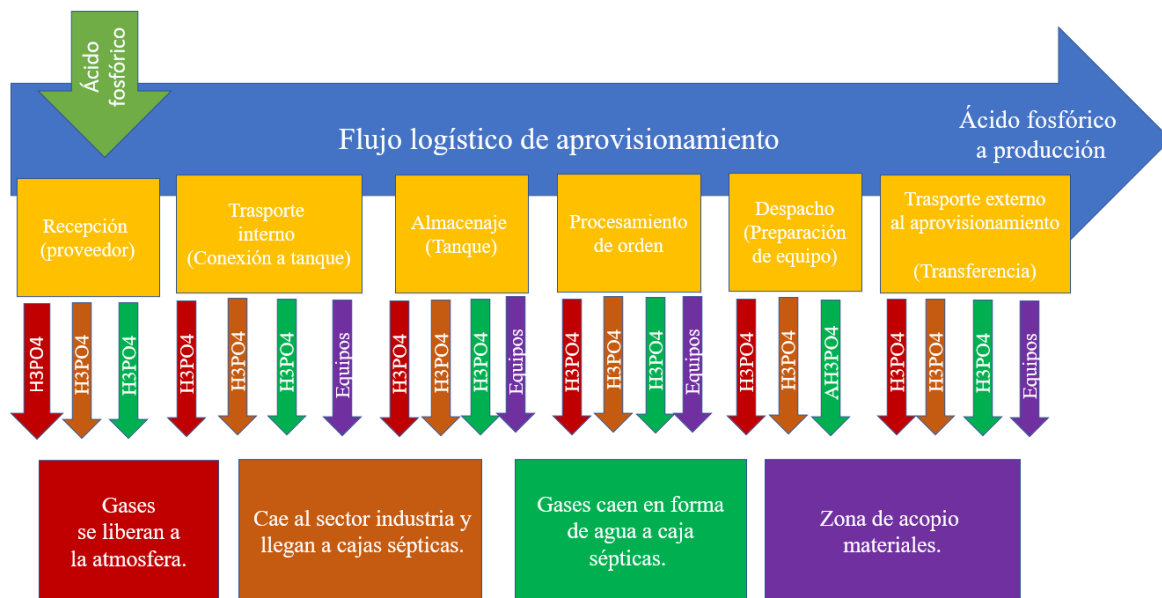 Ácido
fosfórico
Flujo logístico de aprovisionamiento
Ácido fosfórico
a producción
Recepción
(proveedor)
Trasporte
interno
(Conexión a tanque)
Almacenaje
(Tanque)
Procesamiento
de orden
Despacho
(Preparación
de equipo)
Trasporte externo
al aprovisionamiento
(Transferencia)
H3PO4
H3PO4
H3PO4
H3PO4
H3PO4
H3PO4
Equipos
H3PO4
H3PO4
H3PO4
Equipos
H3PO4
H3PO4
H3PO4
Equipos
H3PO4
H3PO4
AH3PO4
H3PO4
H3PO4
H3PO4
Equipos
Gases
se liberan a
la atmosfera.
Cae al sector industria y
llegan a cajas sépticas.
Gases caen en forma
de agua a caja
sépticas.
Zona de acopio
materiales.